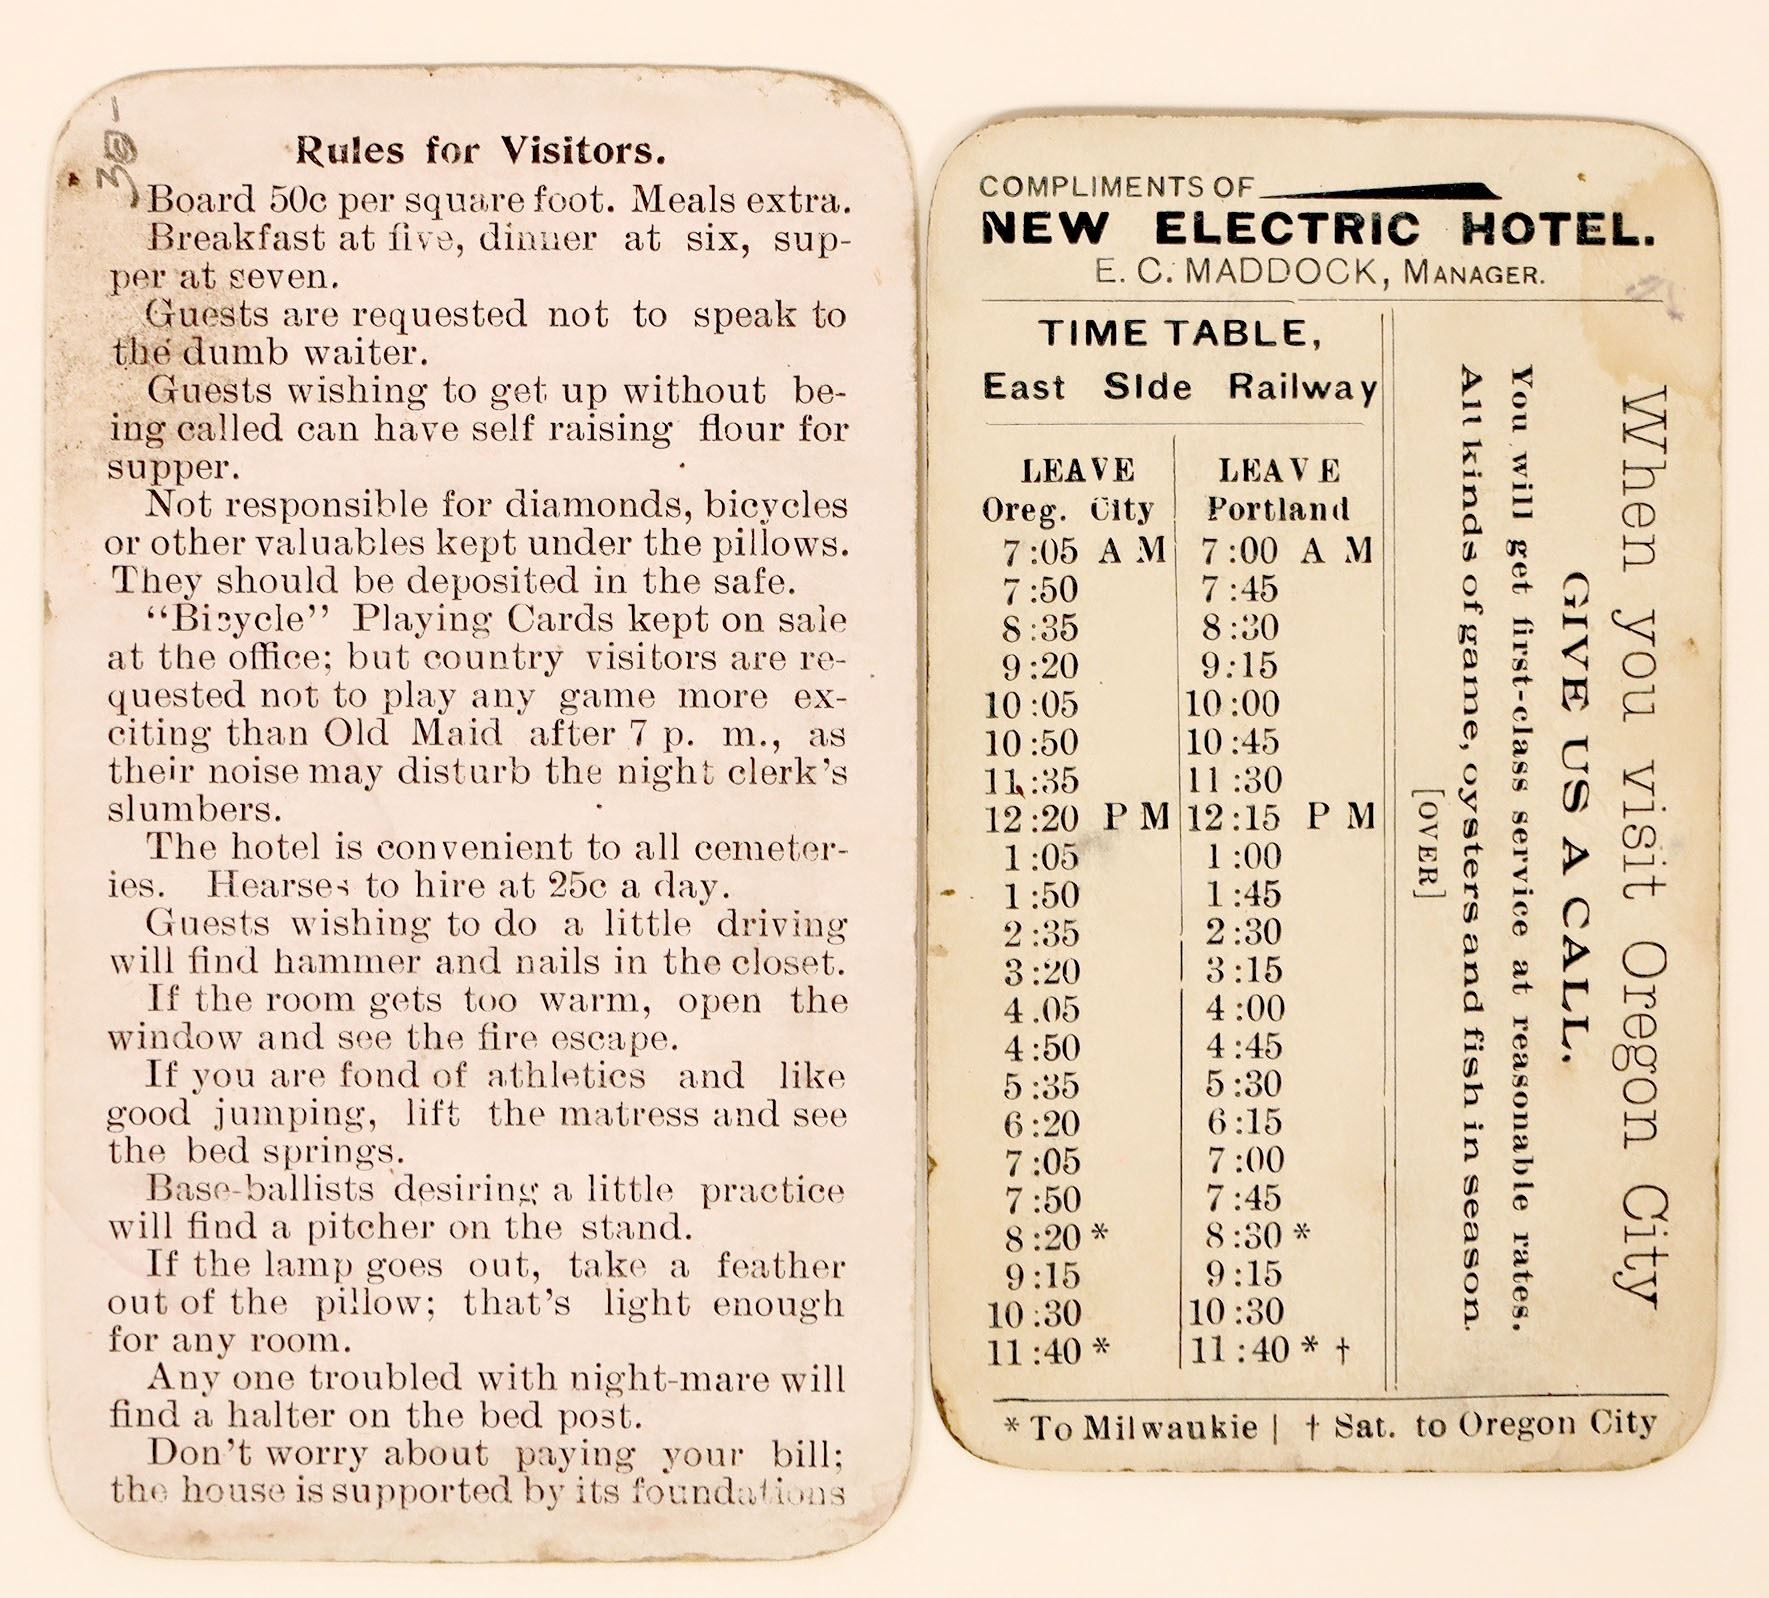 30-
Rules for Visitors.
Board 50c per square foot. Meals extra.
Breakfast at five, dinner at six, sup-
per at seven.
Guests are requested not to speak to
the dumb waiter.
Guests wishing to get up without be-
ing called can have self raising flour for
supper.
Not responsible for diamonds, bicycles
or other valuables kept under the pillows.
They should be deposited in the safe.
"Bicycle" Playing Cards kept on sale
at the office; but country visitors are re-
quested not to play any game more ex-
citing than Old Maid after 7 p. m., as
their noise may disturb the night clerk's
slumbers.
The hotel is convenient to all cemeter-
ies. Hearses to hire at 25c a day.
Guests wishing to do a little driving
will find hammer and nails in the closet.
If the room gets too warm, open the
window and see the fire escape.
If you are fond of athletics and like
good jumping, lift the matress and see
the bed springs.
Base-ballists desiring a little practice
will find a pitcher on the stand.
If the lamp goes out, take a feather
out of the pillow; that's light enough
for any room.
Any one troubled with night-mare will
find a halter on the bed post.
Don't worry about paying your bill;
the house is supported by its foundations
COMPLIMENTS OF
NEW ELECTRIC HOTEL.
E. C. MADDOCK, MANAGER.
TIME TABLE,
East SIde Railway
LEAVE LEAVE
Oreg. City Portland
7:05 A M 7:00 A M
7:50 7:45
8:35 8:30
9:20 9:15
10:05 10:00
10:50 10:45
11:35 11:30
12:20 P M 12:15 P M
1:05 1:00
1:50 1:45
2:35 2:30
3:20 3:15
4.05 4:00
4:50 4:45
5:35 5:30
6:20 6:15
7:05 7:00
7:50 7:45
8:20 * 8:30 *
9:15 9:15
10:30 10:30
11:40 * 11:40 * †
* To Milwaukie | † Sat. to Oregon City
When you visit Oregon City
GIVE US A CALL.
You will get first-class service at reasonable rates.
All kinds of game, oysters and fish in season.
[OVER]